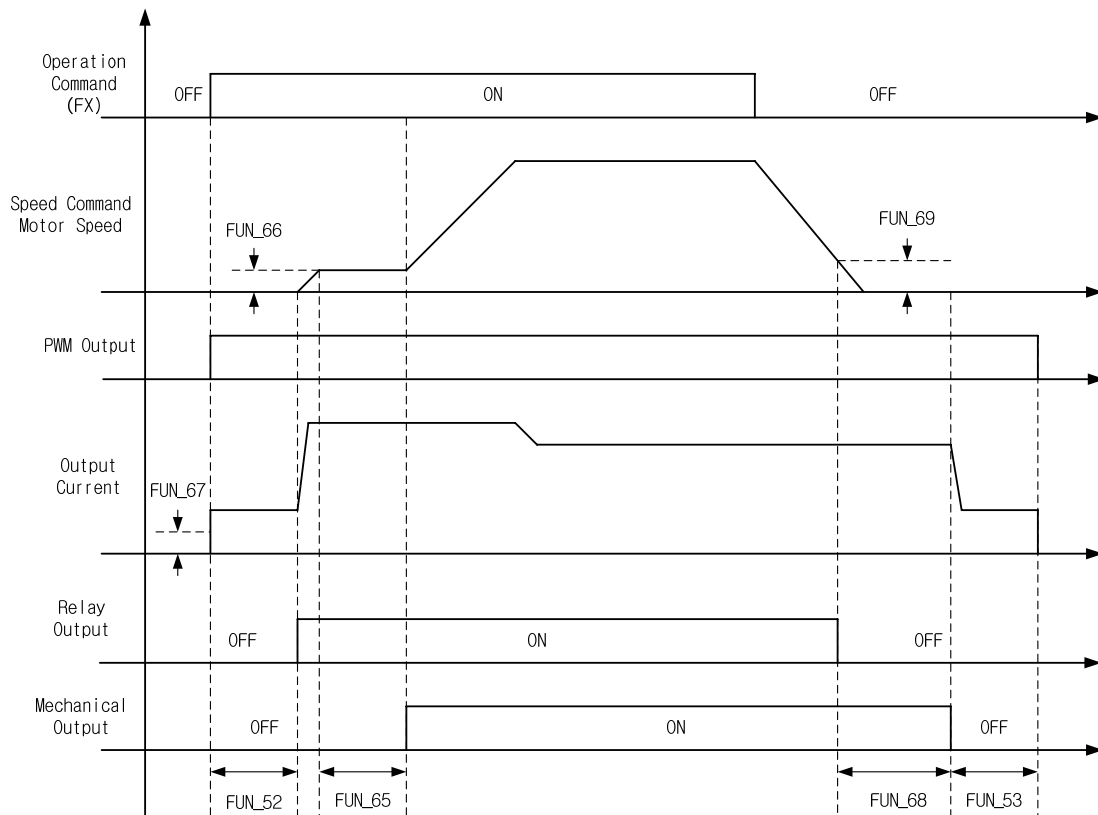 Operation
Command
(FX)
OFF
ON
OFF
Speed Command
Motor Speed
FUN_66
FUN_69
PWM Output
Output
Current
FUN_67
Relay
Output
OFF
ON
OFF
Mechanical
Output
OFF
ON
OFF
FUN_52
FUN_65
FUN_68
FUN_53